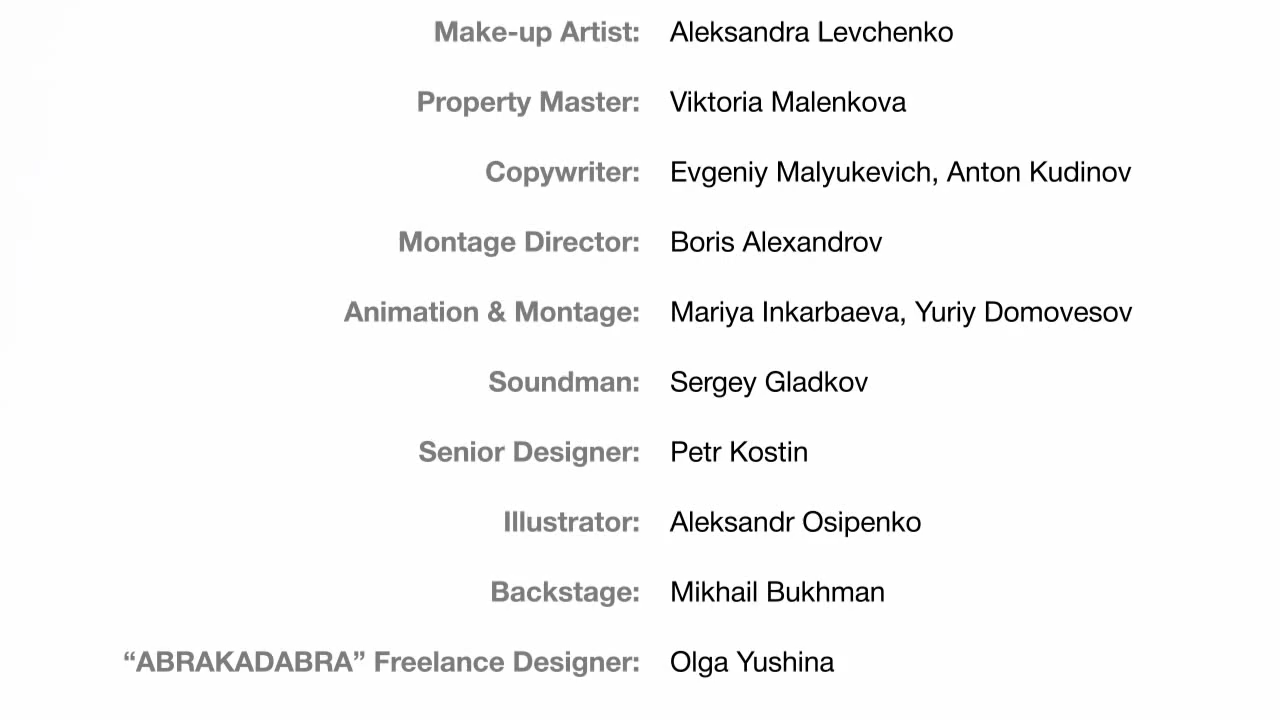 Make-up Artist: Aleksandra Levchenko
Property Master: Viktoria Malenkova
Copywriter: Evgeniy Malyukevich, Anton Kudinov
Montage Director: Boris Alexandrov
Animation & Montage: Mariya Inkarbaeva, Yuriy Domovesov
Soundman: Sergey Gladkov
Senior Designer: Petr Kostin
Illustrator: Aleksandr Osipenko
Backstage: Mikhail Bukhman
“ABRAKADABRA” Freelance Designer: Olga Yushina